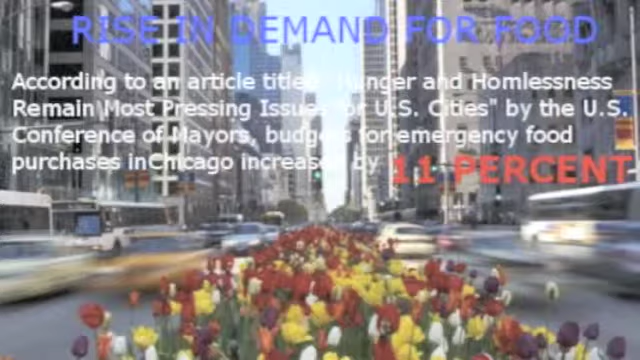 RISE IN DEMAND FOR FOOD
According to an article titled "Hunger and Homlessness
Remain Most Pressing Issues for U.S. Cities" by the U.S.
Conference of Mayors, budgets for emergency food
purchases inChicago increased by 11 PERCENT